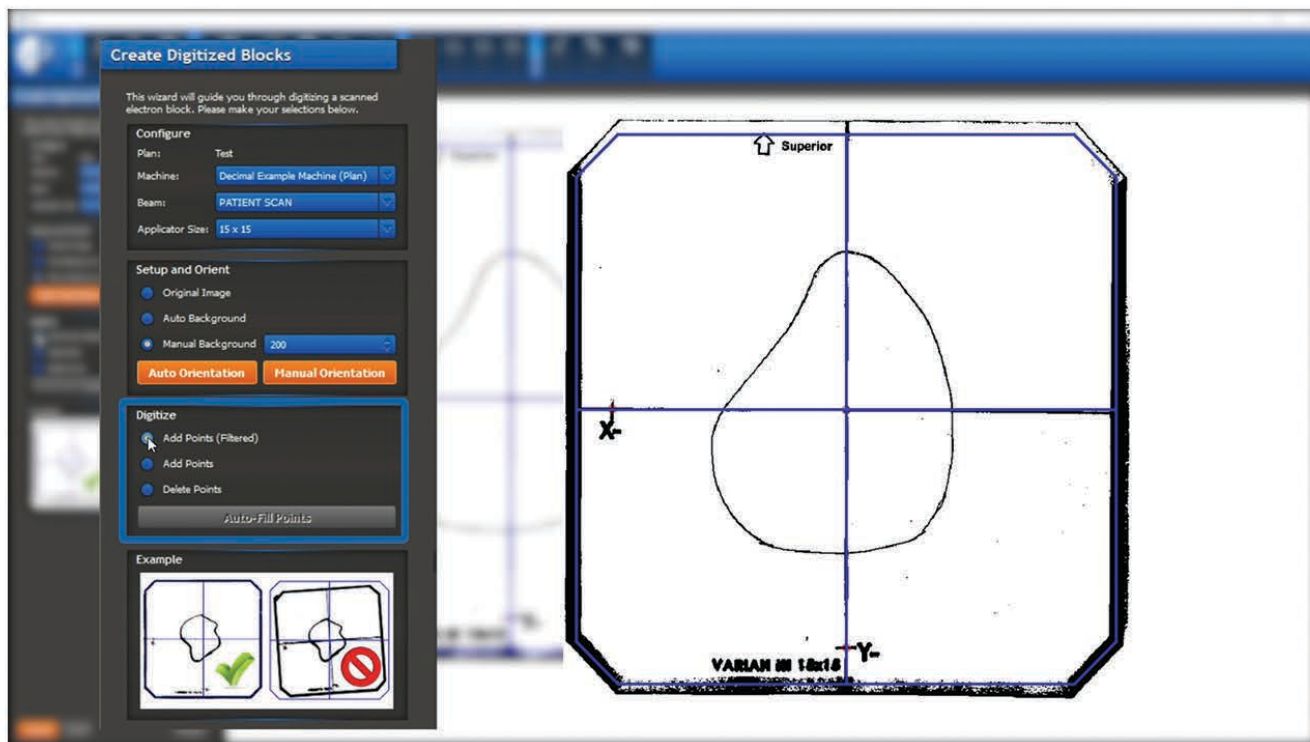 Create Digitized Blocks
This wizard will guide you through digitizing a scanned
electron block. Please make your selections below.
Configure
Plan: Test
Machine: Decimal Example Machine (Plan)
Beam: PATIENT SCAN
Applicator Size: 15 x 15
Setup and Orient
Original Image
Auto Background
Manual Background 200
Auto Orientation Manual Orientation
Digitize
Add Points (Filtered)
Add Points
Delete Points
Auto-Fill Points
Example
Superior
X-
Y-
VARIAN III 15x15